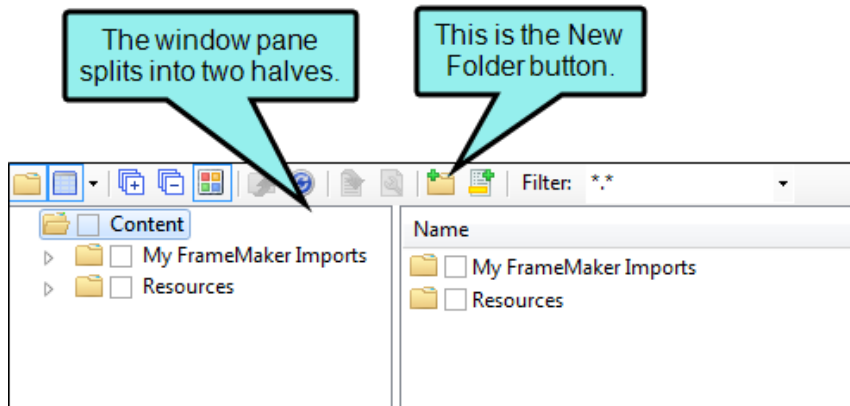 The window pane
splits into two halves.
This is the New
Folder button.
Filter: *.*
Content
My FrameMaker Imports
Resources
Name
My FrameMaker Imports
Resources